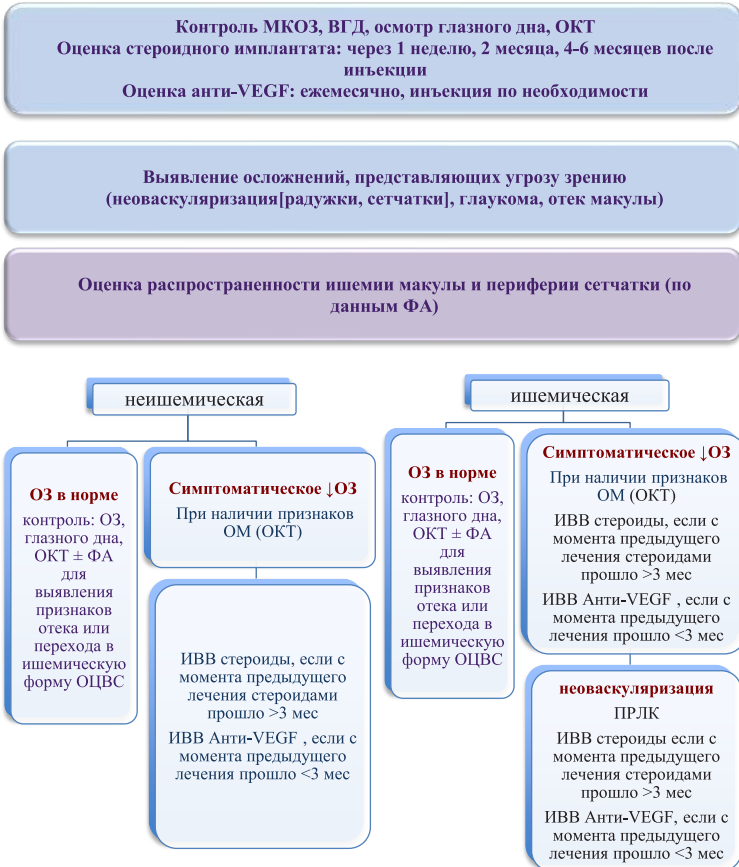 Контроль МКОЗ, ВГД, осмотр глазного дна, ОКТ
Оценка стероидного имплантата: через 1 неделю, 2 месяца, 4-6 месяцев после
инъекции
Оценка анти-VEGF: ежемесячно, инъекция по необходимости
Выявление осложнений, представляющих угрозу зрению
(неоваскуляризация[радужки, сетчатки], глаукома, отек макулы)
Оценка распространенности ишемии макулы и периферии сетчатки (по
данным ФА)
неишемическая
ОЗ в норме
контроль: ОЗ,
глазного дна,
ОКТ ± ФА
для
выявления
признаков
отека или
перехода в
ишемическую
форму ОЦВС
Симптоматическое ↓ОЗ
При наличии признаков
ОМ (ОКТ)
ИВВ стероиды, если с
момента предыдущего
лечения стероидами
прошло >3 мес
ИВВ Анти-VEGF , если с
момента предыдущего
лечения прошло <3 мес
ишемическая
ОЗ в норме
контроль: ОЗ,
глазного дна,
ОКТ ± ФА
для
выявления
признаков
отека или
перехода в
ишемическую
форму ОЦВС
Симптоматическое ↓ОЗ
При наличии признаков
ОМ (ОКТ)
ИВВ стероиды, если с
момента предыдущего
лечения стероидами
прошло >3 мес
ИВВ Анти-VEGF , если с
момента предыдущего
лечения прошло <3 мес
неоваскуляризация
ПРЛК
ИВВ стероиды если с
момента предыдущего
лечения стероидами
прошло >3 мес
ИВВ Анти-VEGF, если с
момента предыдущего
лечения прошло <3 мес